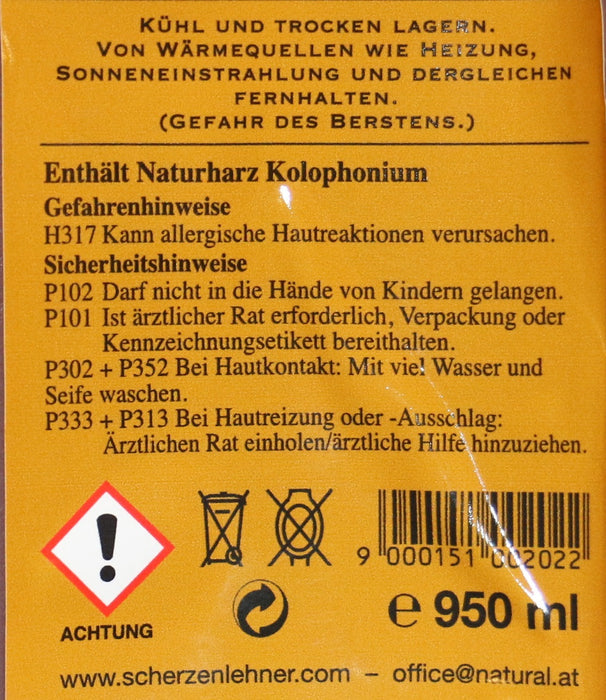 KÜHL UND TROCKEN LAGERN.
VON WÄRMEQUELLEN WIE HEIZUNG,
SONNENEINSTRAHLUNG UND DERGLEICHEN
FERNHALTEN.
(GEFAHR DES BERSTENS.)
Enthält Naturharz Kolophonium
Gefahrenhinweise
H317 Kann allergische Hautreaktionen verursachen.
Sicherheitshinweise
P102 Darf nicht in die Hände von Kindern gelangen.
P101 Ist ärztlicher Rat erforderlich, Verpackung oder
Kennzeichnungsetikett bereithalten.
P302 + P352 Bei Hautkontakt: Mit viel Wasser und
Seife waschen.
P333 + P313 Bei Hautreizung oder -Ausschlag:
Ärztlichen Rat einholen/ärztliche Hilfe hinzuziehen.
9 000151 002022
ACHTUNG
℮ 950 ml
www.scherzenlehner.com – office@natural.at